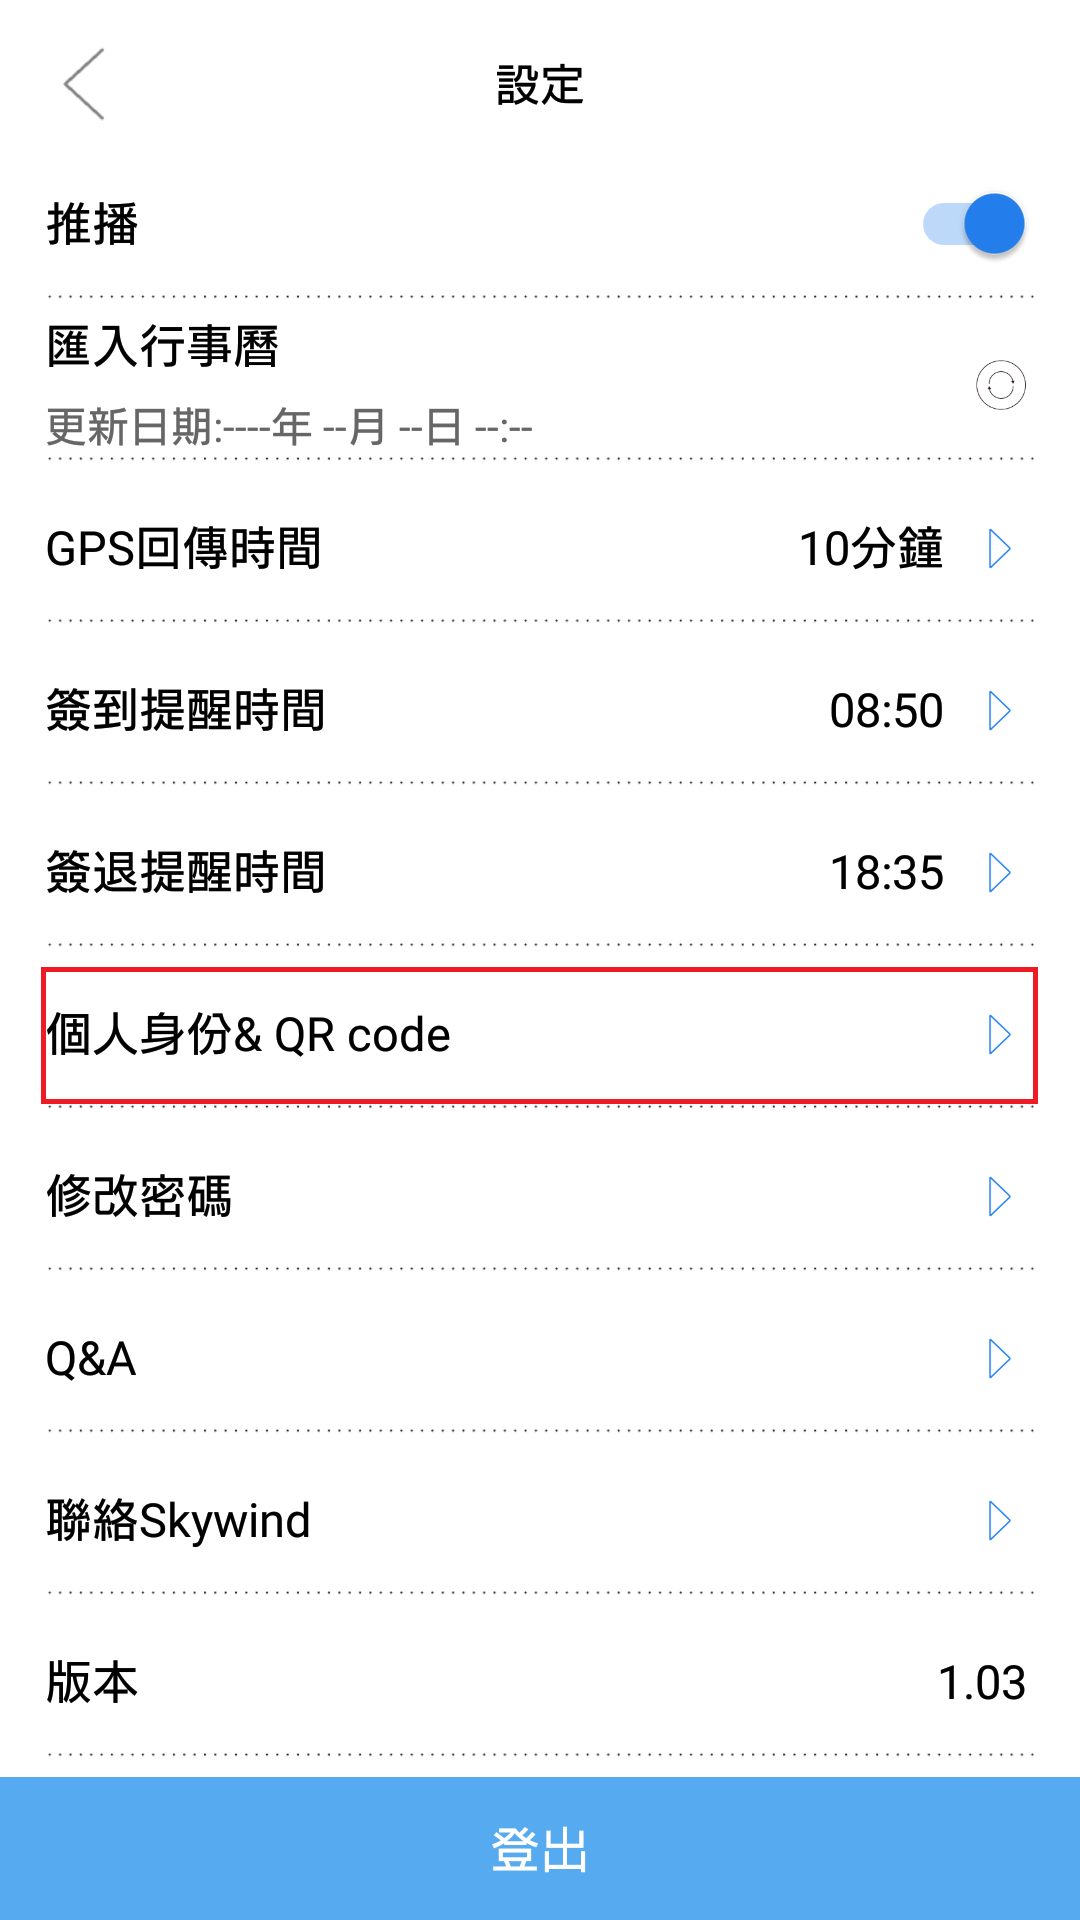 設定
推播
匯入行事曆
更新日期:----年 --月 --日 --:--
GPS回傳時間 10分鐘
簽到提醒時間 08:50
簽退提醒時間 18:35
個人身份& QR code
修改密碼
Q&A
聯絡Skywind
版本 1.03
登出